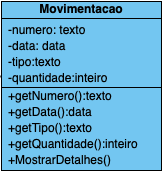 Movimentacao
-numero: texto
-data: data
-tipo:texto
-quantidade:inteiro
+getNumero():texto
+getData():data
+getTipo():texto
+getQuantidade():inteiro
+MostrarDetalhes()